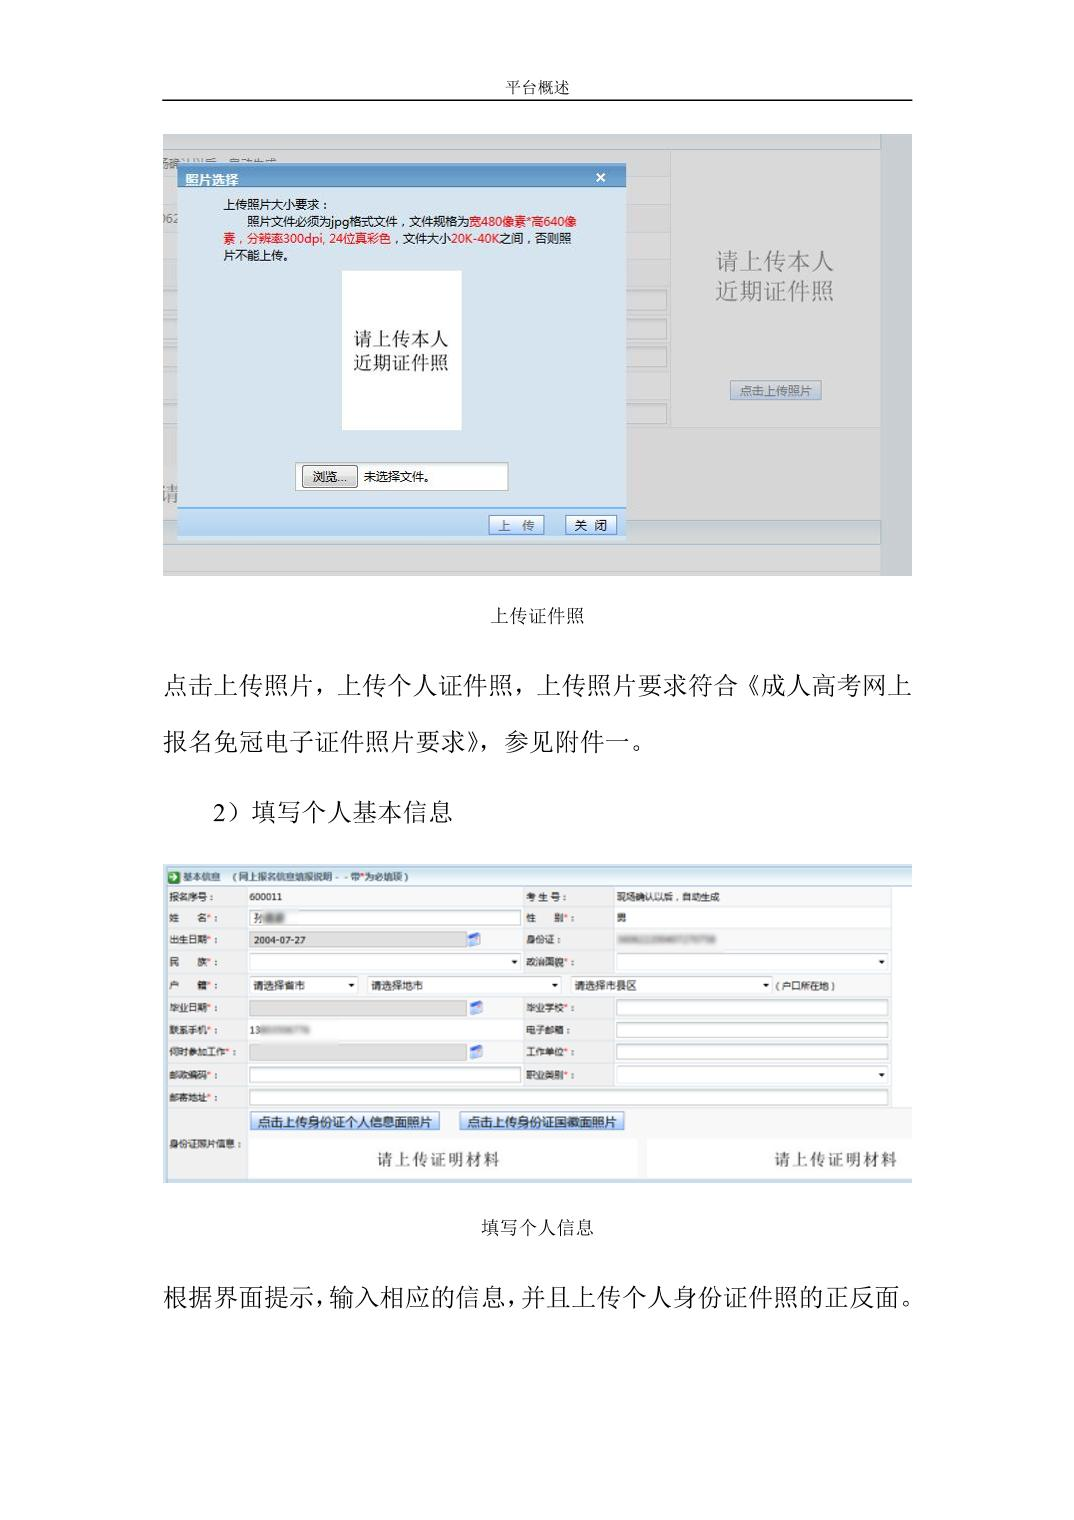 平台概述
照片选择
上传照片大小要求：
照片文件必须为jpg格式文件，文件规格为宽480像素*高640像
素，分辨率300dpi, 24位真彩色，文件大小20K-40K之间，否则照
片不能上传。
请上传本人
近期证件照
请上传本人
近期证件照
点击上传照片
浏览... 未选择文件。
请
上 传 关 闭
上传证件照
点击上传照片，上传个人证件照，上传照片要求符合《成人高考网上
报名免冠电子证件照片要求》，参见附件一。
2）填写个人基本信息
基本信息 （网上报名信息填报说明 - - 带*为必填项）
报名序号： 600011 考 生 号： 现场确认以后，自动生成
姓 名*： 孙 性 别*： 男
出生日期*： 2004-07-27 身份证：
民 族*： 政治面貌*：
户 籍*： 请选择省市 请选择地市 请选择市县区 （户口所在地）
毕业日期*： 毕业学校*：
联系手机*： 13 电子邮箱：
何时参加工作*： 工作单位*：
邮政编码*： 职业类别*：
邮寄地址*：
点击上传身份证个人信息面照片 点击上传身份证国徽面照片
身份证照片信息：
请上传证明材料 请上传证明材料
填写个人信息
根据界面提示，输入相应的信息，并且上传个人身份证件照的正反面。